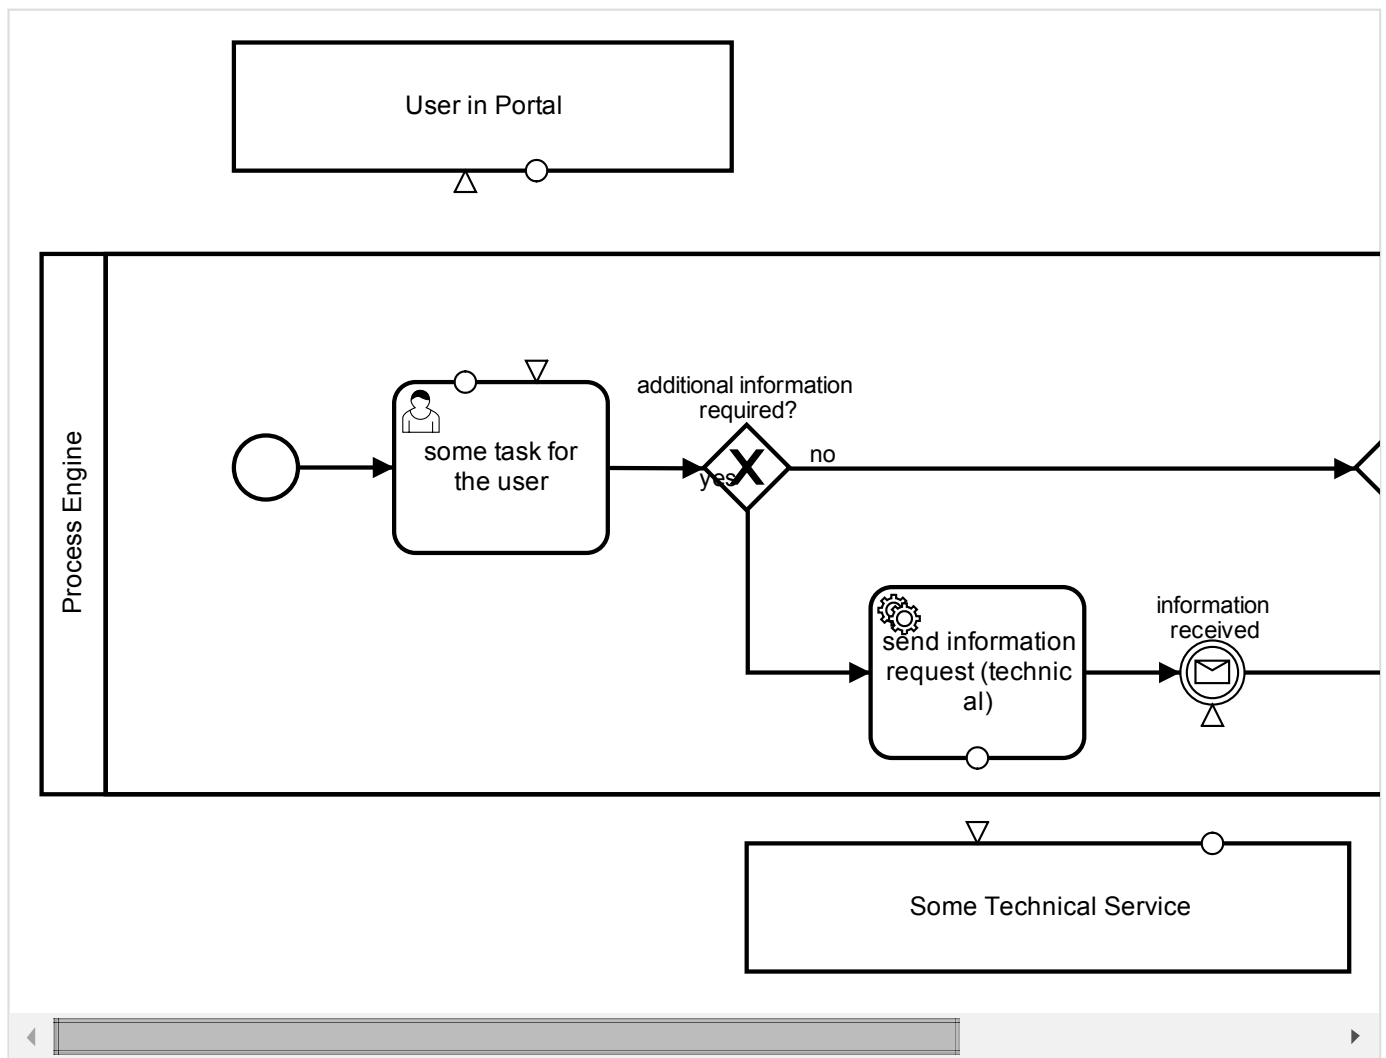 User in Portal
Process Engine
some task for
the user
additional information
required?
no
yes
send information
request (technic
al)
information
received
Some Technical Service